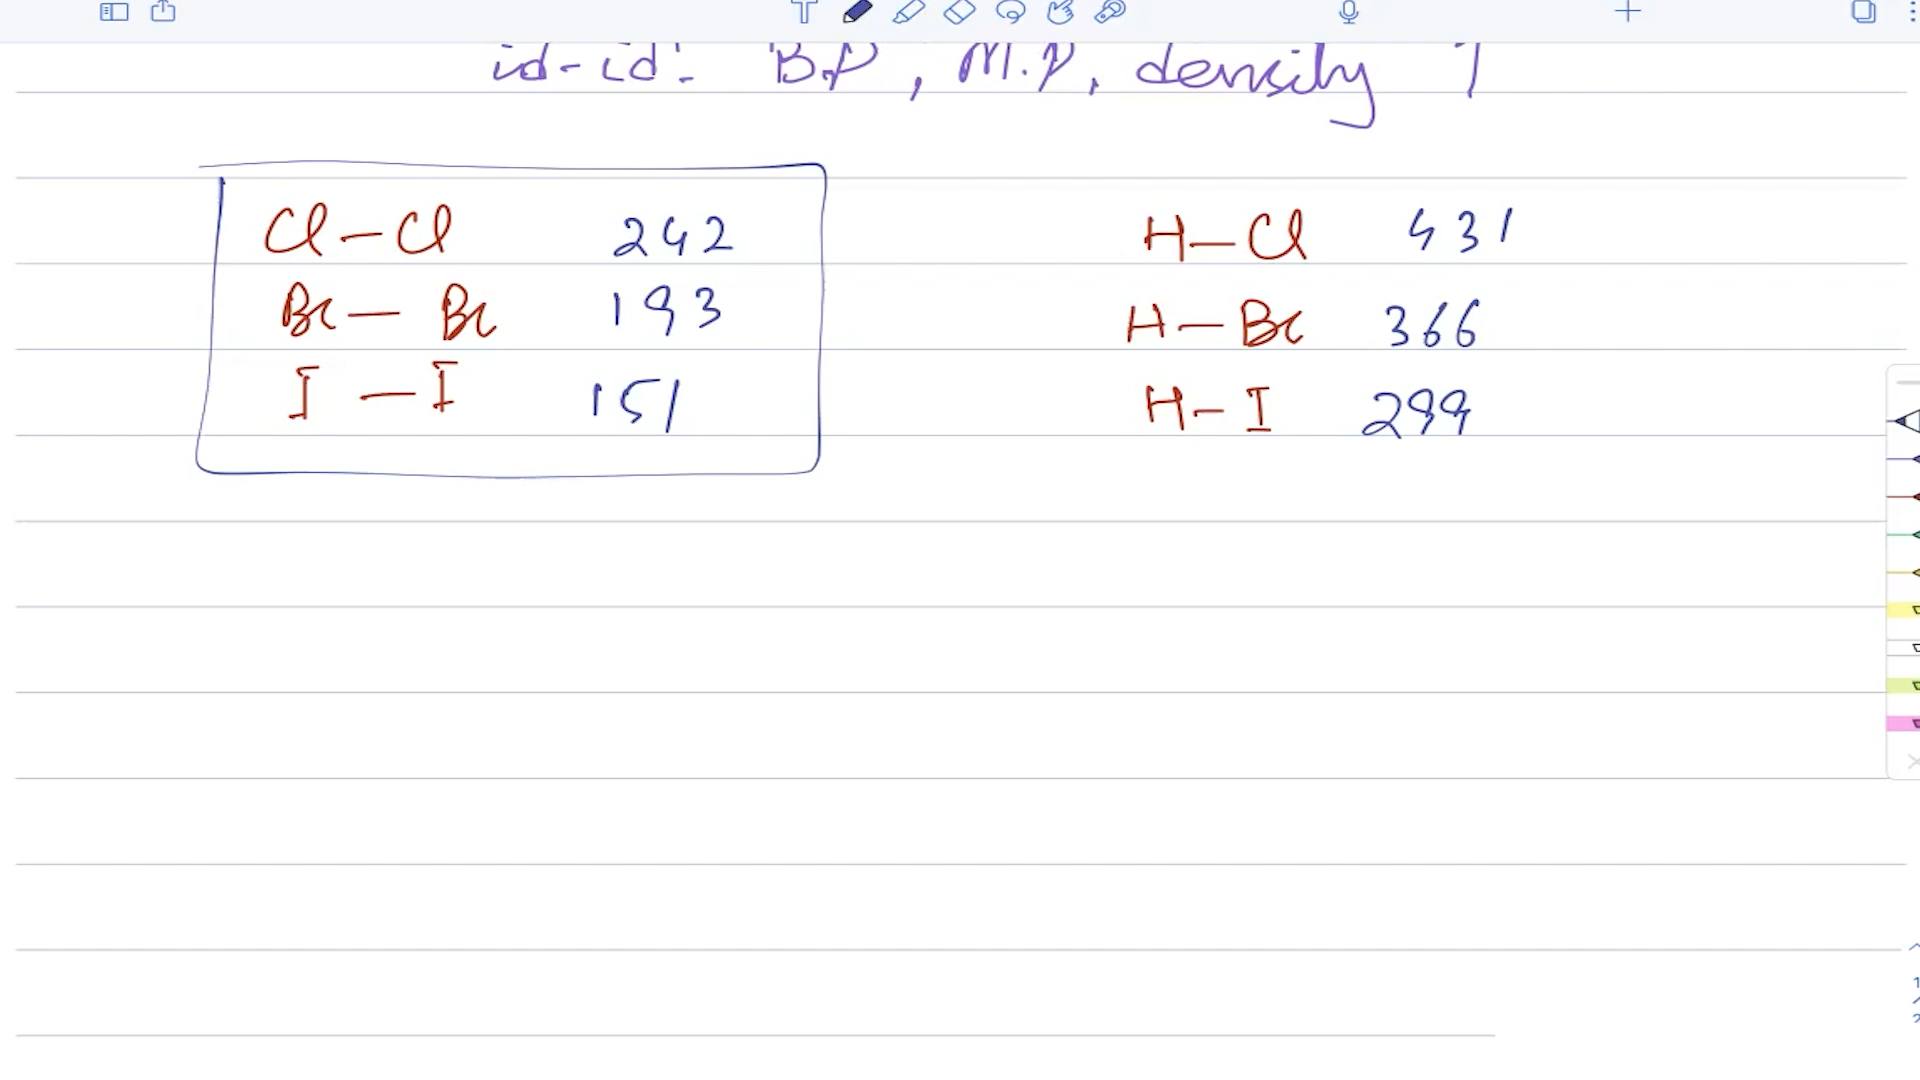 id-id: B.P, M.P, density ↑
Cl-Cl 242
Br-Br 193
I-I 151
H-Cl 431
H-Br 366
H-I 299